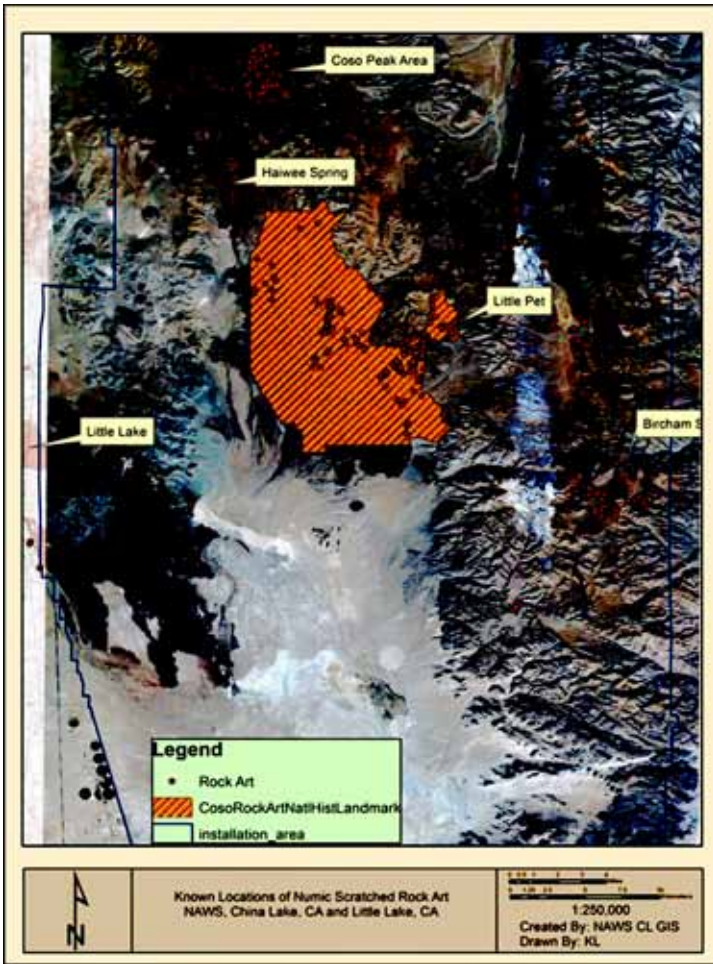 Coso Peak Area
Haiwee Spring
Little Pet
Little Lake
Bircham S
Legend
Rock Art
CosoRockArtNatlHistLandmark
installation_area
N
Known Locations of Numic Scratched Rock Art
NAWS, China Lake, CA and Little Lake, CA
1:250,000
Created By: NAWS CL GIS
Drawn By: KL